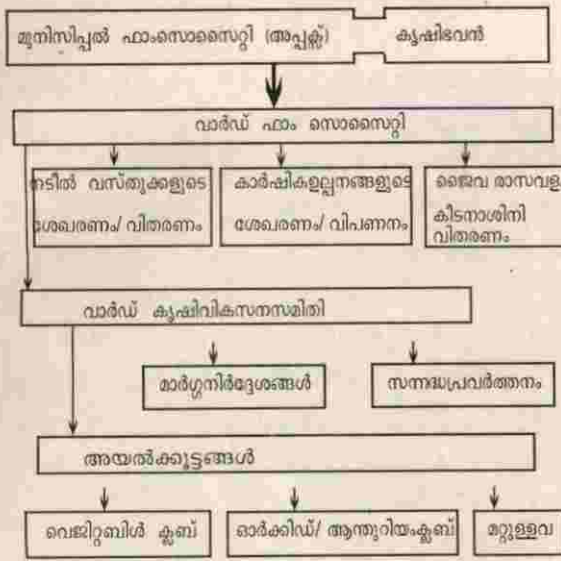 മുനിസിപ്പൽ ഫാംസൊസൈറ്റി (അപ്പക്സ്) കൃഷിഭവൻ
വാർഡ് ഫാം സൊസൈറ്റി
നടീൽ വസ്തുക്കളുടെ
ശേഖരണം/ വിതരണം
കാർഷികഉല്പനങ്ങളുടെ
ശേഖരണം/ വിപണനം
ജൈവ രാസവള
കീടനാശിനി
വിതരണം
വാർഡ് കൃഷിവികസനസമിതി
മാർഗ്ഗനിർദ്ദേശങ്ങൾ
സന്നദ്ധപ്രവർത്തനം
അയൽക്കൂട്ടങ്ങൾ
വെജിറ്റബിൾ ക്ലബ്
ഓർക്കിഡ്/ ആന്തുറിയംക്ലബ്
മറ്റുള്ളവ